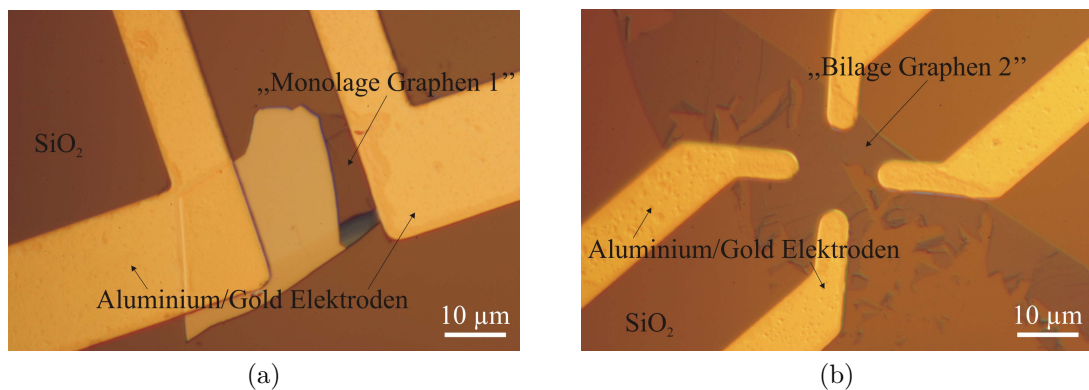 „Monolage Graphen 1”
SiO₂
Aluminium/Gold Elektroden
10 µm
(a)
„Bilage Graphen 2”
Aluminium/Gold Elektroden
SiO₂
10 µm
(b)